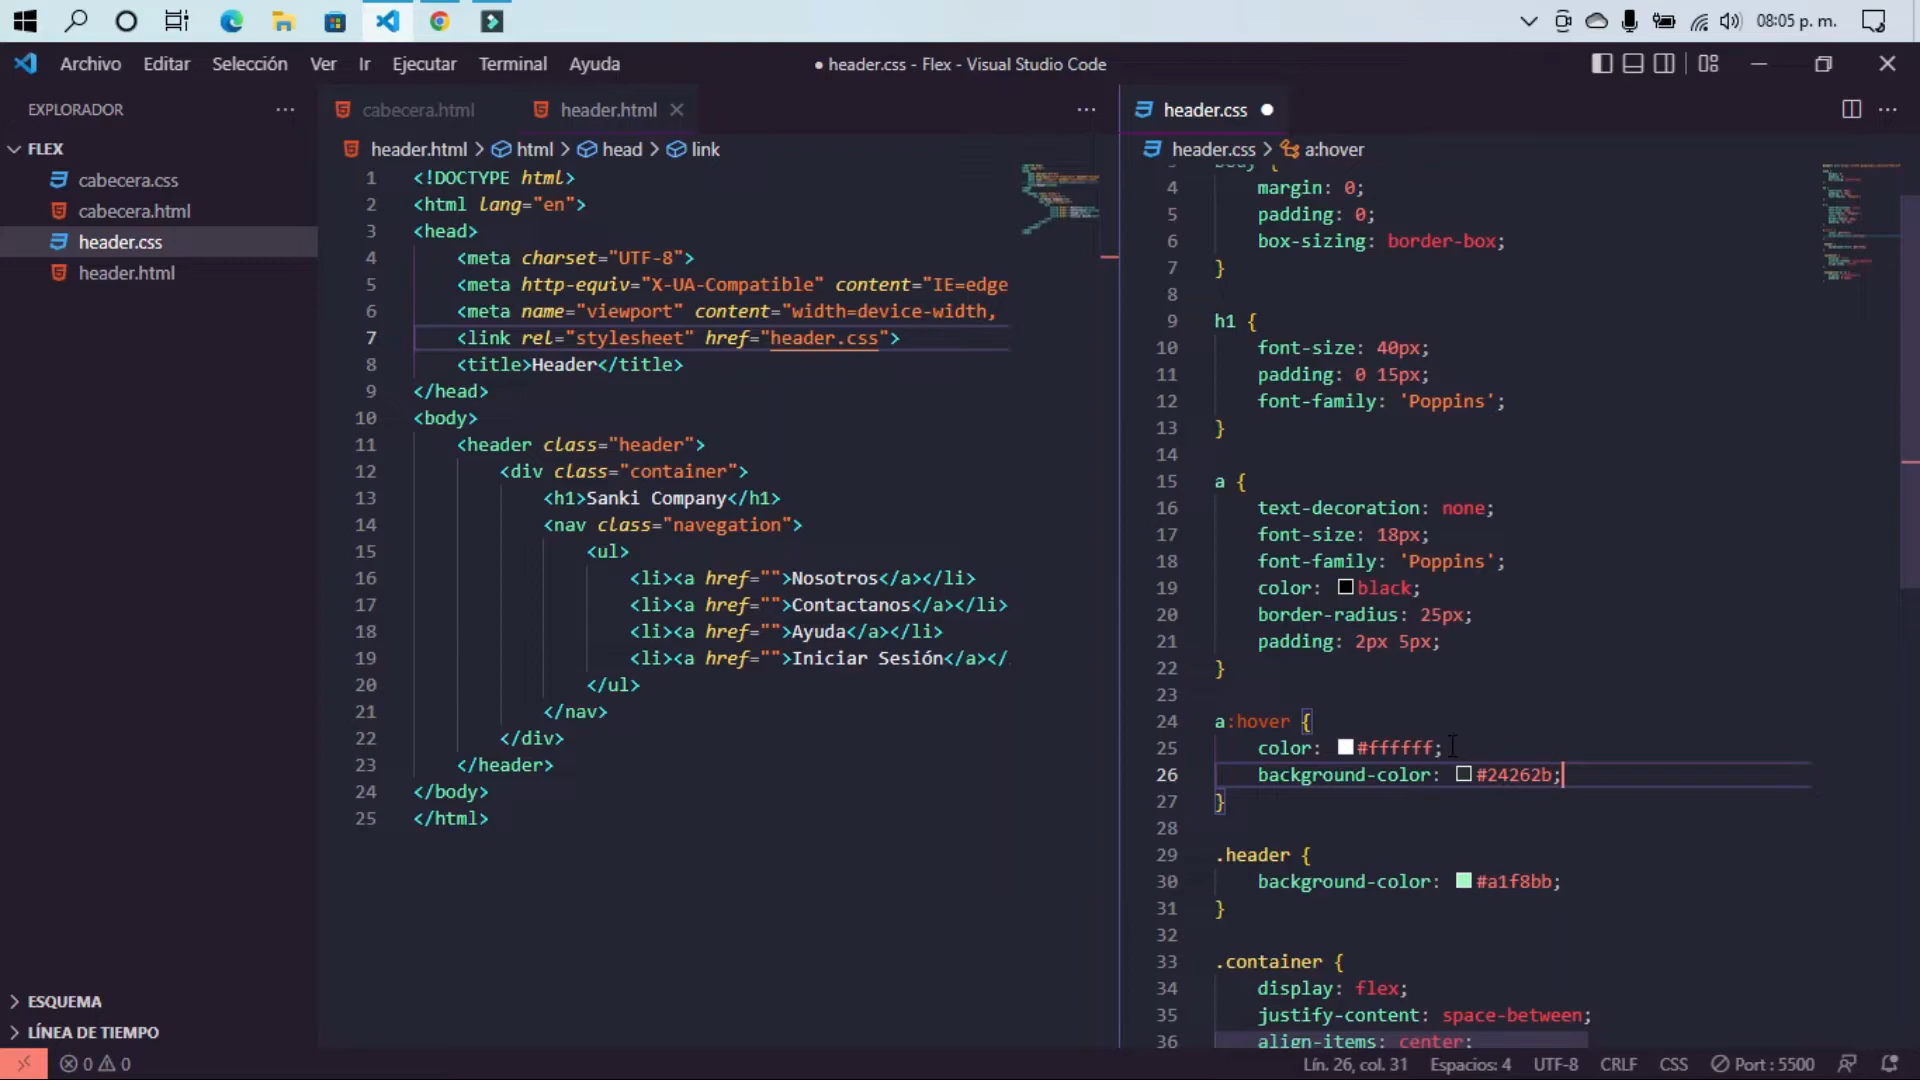 08:05 p. m.
Archivo Editar Selección Ver Ir Ejecutar Terminal Ayuda
● header.css - Flex - Visual Studio Code
EXPLORADOR
FLEX
cabecera.css
cabecera.html
header.css
header.html
ESQUEMA
LÍNEA DE TIEMPO
cabecera.html header.html
header.html > html > head > link
1 <!DOCTYPE html>
2 <html lang="en">
3 <head>
4 <meta charset="UTF-8">
5 <meta http-equiv="X-UA-Compatible" content="IE=edge
6 <meta name="viewport" content="width=device-width,
7 <link rel="stylesheet" href="header.css">
8 <title>Header</title>
9 </head>
10 <body>
11 <header class="header">
12 <div class="container">
13 <h1>Sanki Company</h1>
14 <nav class="navegation">
15 <ul>
16 <li><a href="">Nosotros</a></li>
17 <li><a href="">Contactanos</a></li>
18 <li><a href="">Ayuda</a></li>
19 <li><a href="">Iniciar Sesión</a></
20 </ul>
21 </nav>
22 </div>
23 </header>
24 </body>
25 </html>
header.css
header.css > a:hover
body {
4 margin: 0;
5 padding: 0;
6 box-sizing: border-box;
7 }
8
9 h1 {
10 font-size: 40px;
11 padding: 0 15px;
12 font-family: 'Poppins';
13 }
14
15 a {
16 text-decoration: none;
17 font-size: 18px;
18 font-family: 'Poppins';
19 color: black;
20 border-radius: 25px;
21 padding: 2px 5px;
22 }
23
24 a:hover {
25 color: #ffffff;
26 background-color: #24262b;
27 }
28
29 .header {
30 background-color: #a1f8bb;
31 }
32
33 .container {
34 display: flex;
35 justify-content: space-between;
36 align-items: center;
0 0 Lín. 26, col. 31 Espacios: 4 UTF-8 CRLF CSS Port : 5500